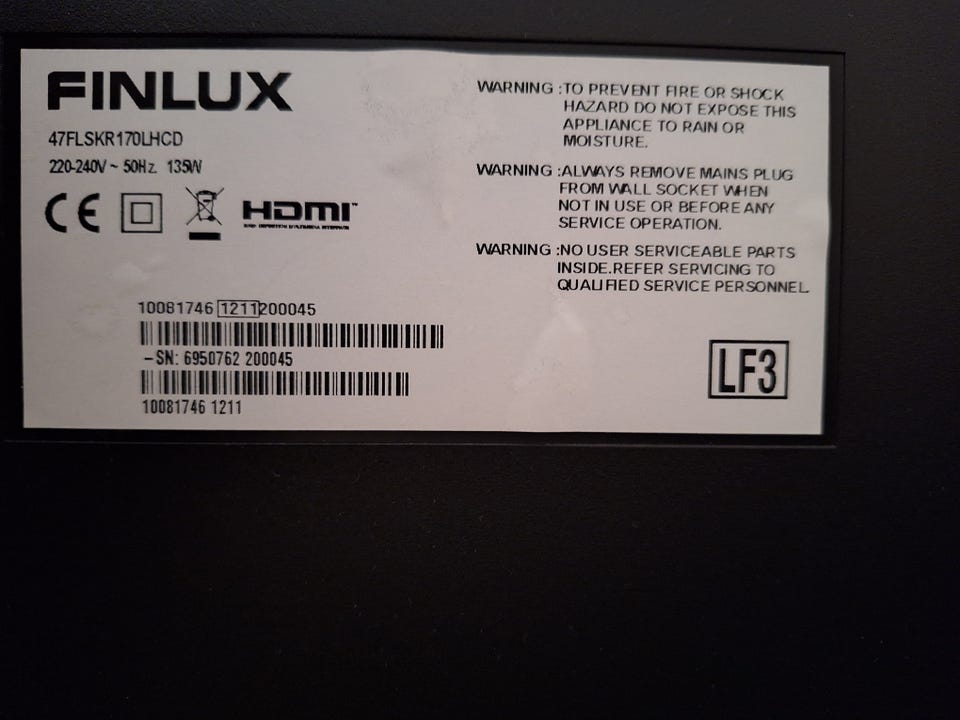 FINLUX
47FLSKR170LHCD
220-240V ~ 50Hz. 135W
CE
HDMI™
WARNING :TO PREVENT FIRE OR SHOCK
HAZARD DO NOT EXPOSE THIS
APPLIANCE TO RAIN OR
MOISTURE.
WARNING :ALWAYS REMOVE MAINS PLUG
FROM WALL SOCKET WHEN
NOT IN USE OR BEFORE ANY
SERVICE OPERATION.
WARNING :NO USER SERVICEABLE PARTS
INSIDE.REFER SERVICING TO
QUALIFIED SERVICE PERSONNEL.
10081746 1211200045
-SN: 6950762 200045
10081746 1211
LF3